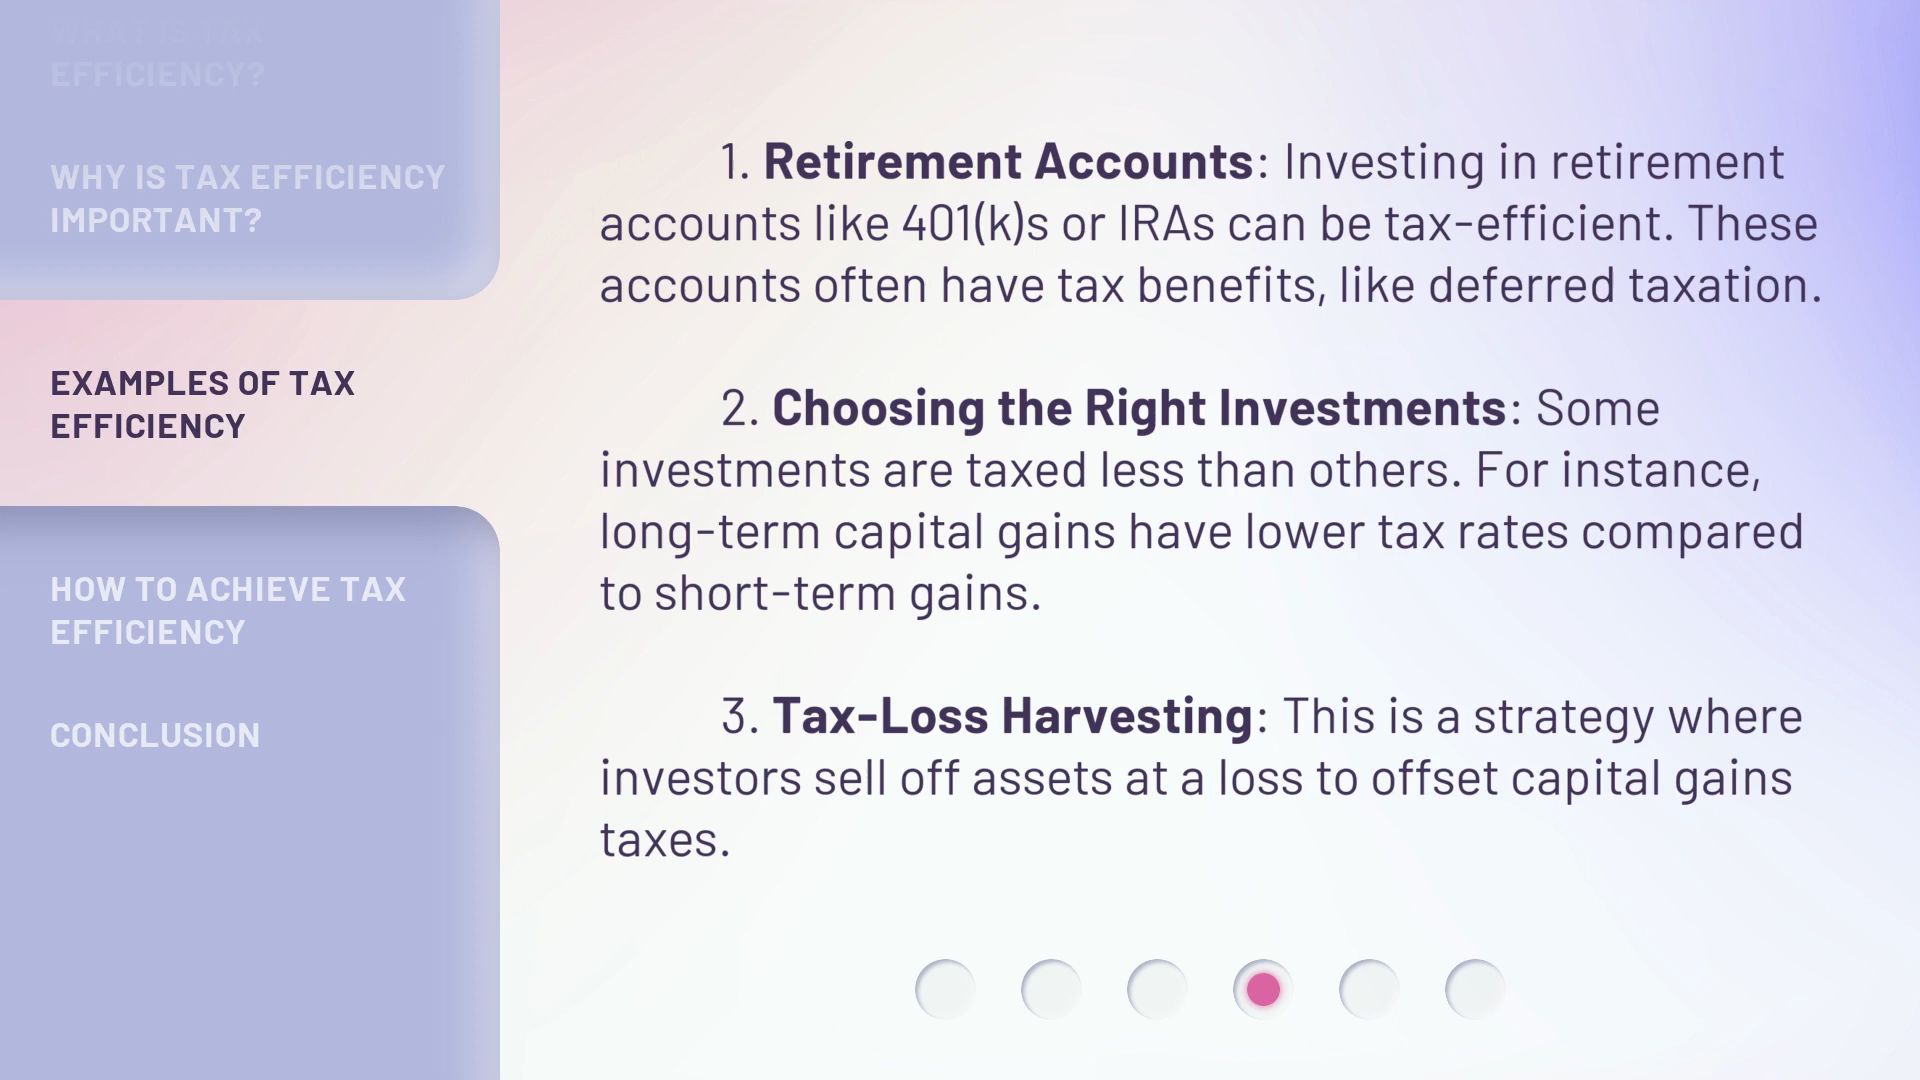 WHAT IS TAX
EFFICIENCY?
WHY IS TAX EFFICIENCY
IMPORTANT?
EXAMPLES OF TAX
EFFICIENCY
HOW TO ACHIEVE TAX
EFFICIENCY
CONCLUSION
1. Retirement Accounts: Investing in retirement
accounts like 401(k)s or IRAs can be tax-efficient. These
accounts often have tax benefits, like deferred taxation.
2. Choosing the Right Investments: Some
investments are taxed less than others. For instance,
long-term capital gains have lower tax rates compared
to short-term gains.
3. Tax-Loss Harvesting: This is a strategy where
investors sell off assets at a loss to offset capital gains
taxes.